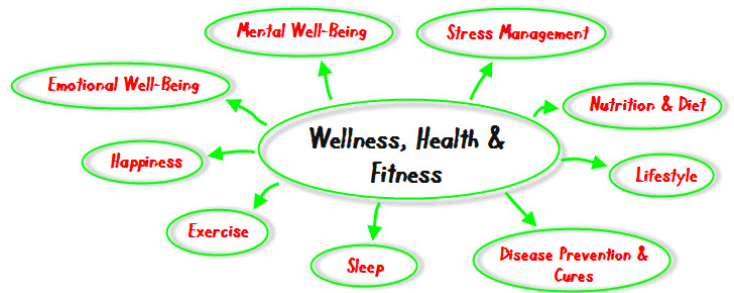 Mental Well-Being
Stress Management
Emotional Well-Being
Nutrition & Diet
Wellness, Health &
Fitness
Happiness
Lifestyle
Exercise
Disease Prevention &
Cures
Sleep